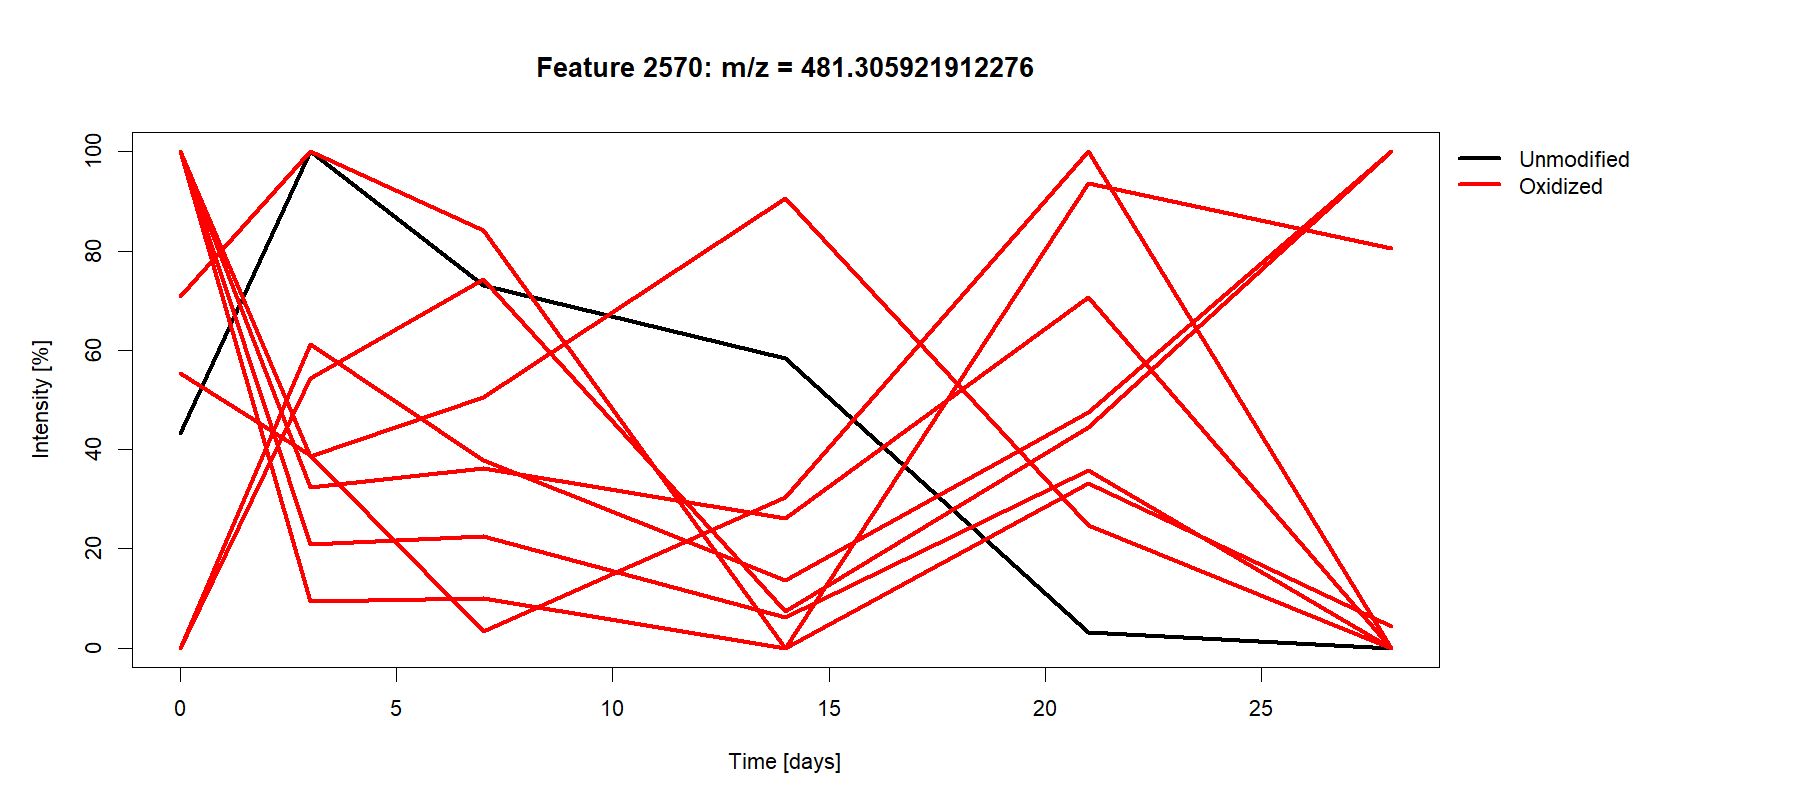 Feature 2570: m/z = 481.305921912276
Unmodified
Oxidized
Intensity [%]
100
80
60
40
20
0
0 5 10 15 20 25
Time [days]